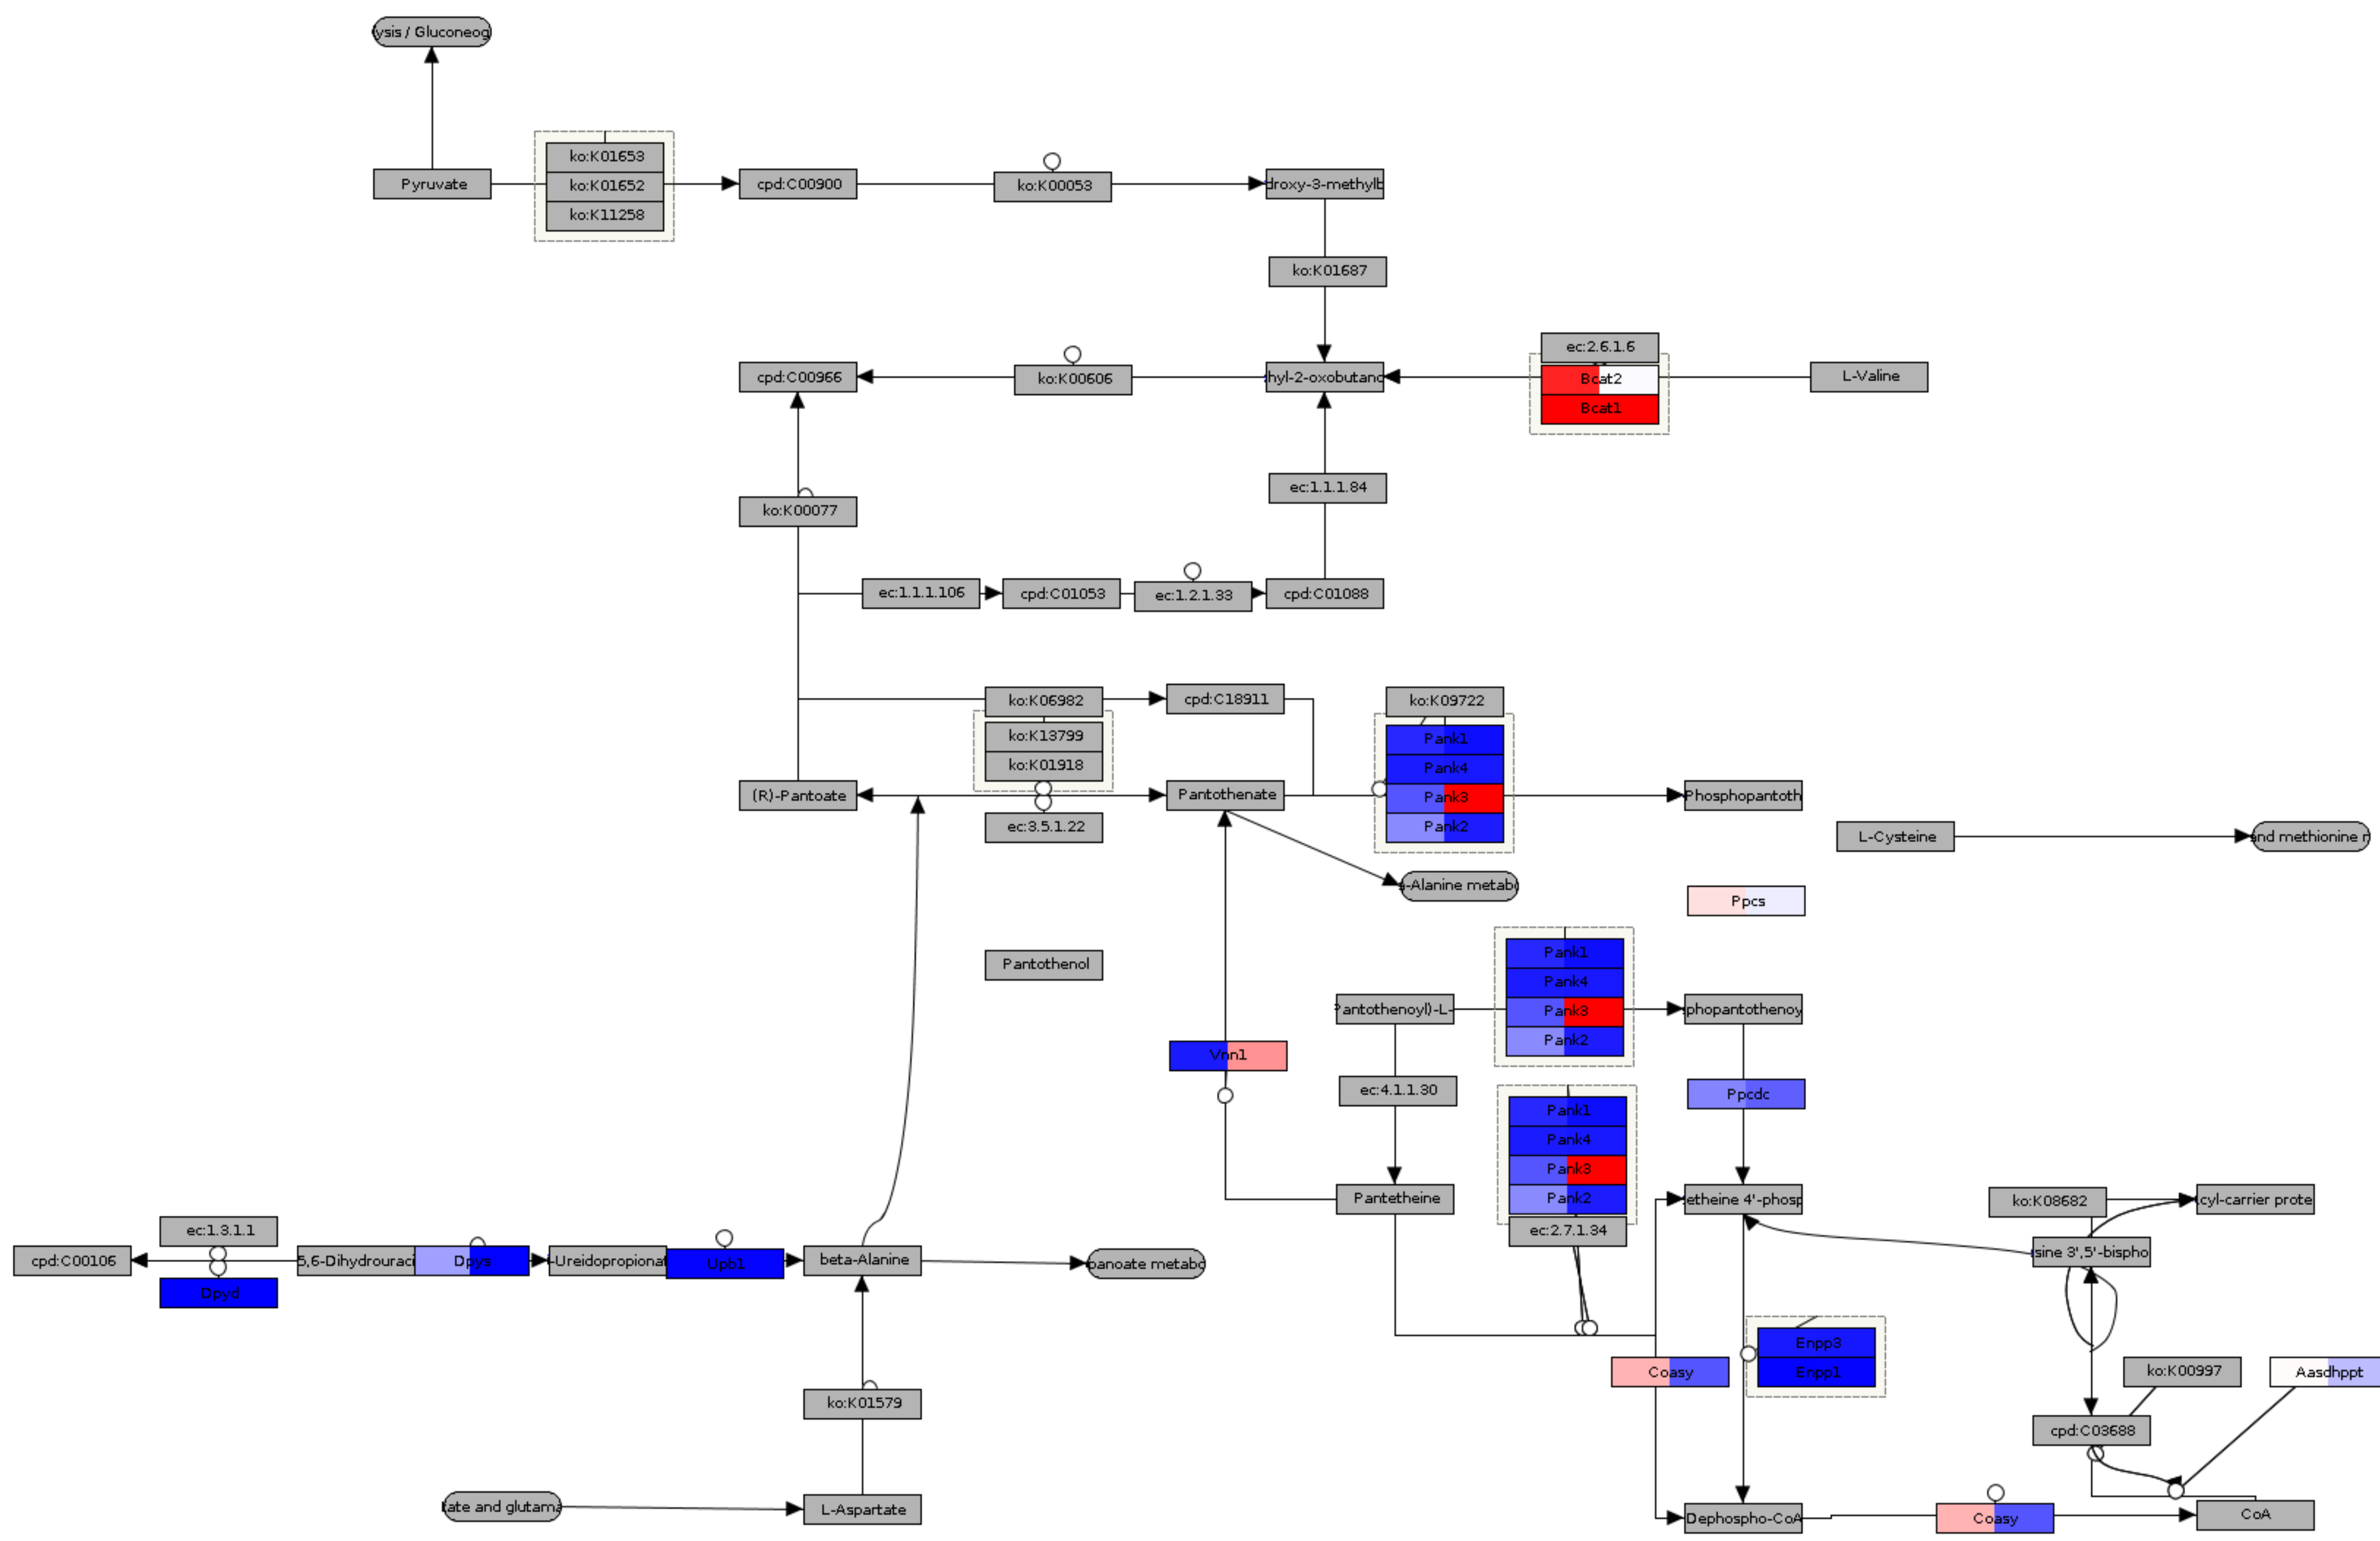 ysis / Gluconeog
ko:K01653
Pyruvate
ko:K01652
cpd:C00900
ko:K00053
droxy-3-methylb
ko:K11258
ko:K01687
ec:2.6.1.6
cpd:C00966
ko:K00606
hyl-2-oxobutano
Bcat2
L-Valine
Bcat1
ko:K00077
ec:1.1.1.84
ec:1.1.1.106
cpd:C01053
ec:1.2.1.33
cpd:C01088
ko:K06982
cpd:C18911
ko:K09722
ko:K13799
Pank1
ko:K01918
Pank4
(R)-Pantoate
Pantothenate
Pank3
Phosphopantoth
ec:3.5.1.22
Pank2
L-Cysteine
and methionine m
-Alanine metabo
Ppcs
Pantothenol
Pank1
Pank4
Pantothenoyl)-L-
Pank3
phopantothenoy
Pank2
Vnn1
ec:4.1.1.30
Ppcdc
Pank1
Pank4
Pank3
Pantetheine
Pank2
etheine 4'-phosp
ko:K08682
cyl-carrier prote
ec:1.3.1.1
ec:2.7.1.34
cpd:C00106
5,6-Dihydrouraci
Dpys
-Ureidopropionat
Upb1
beta-Alanine
panoate metabo
sine 3',5'-bispho
Dpyd
Enpp3
Coasy
Enpp1
ko:K00997
Aasdhppt
ko:K01579
cpd:C03688
tate and glutama
L-Aspartate
Dephospho-CoA
Coasy
CoA